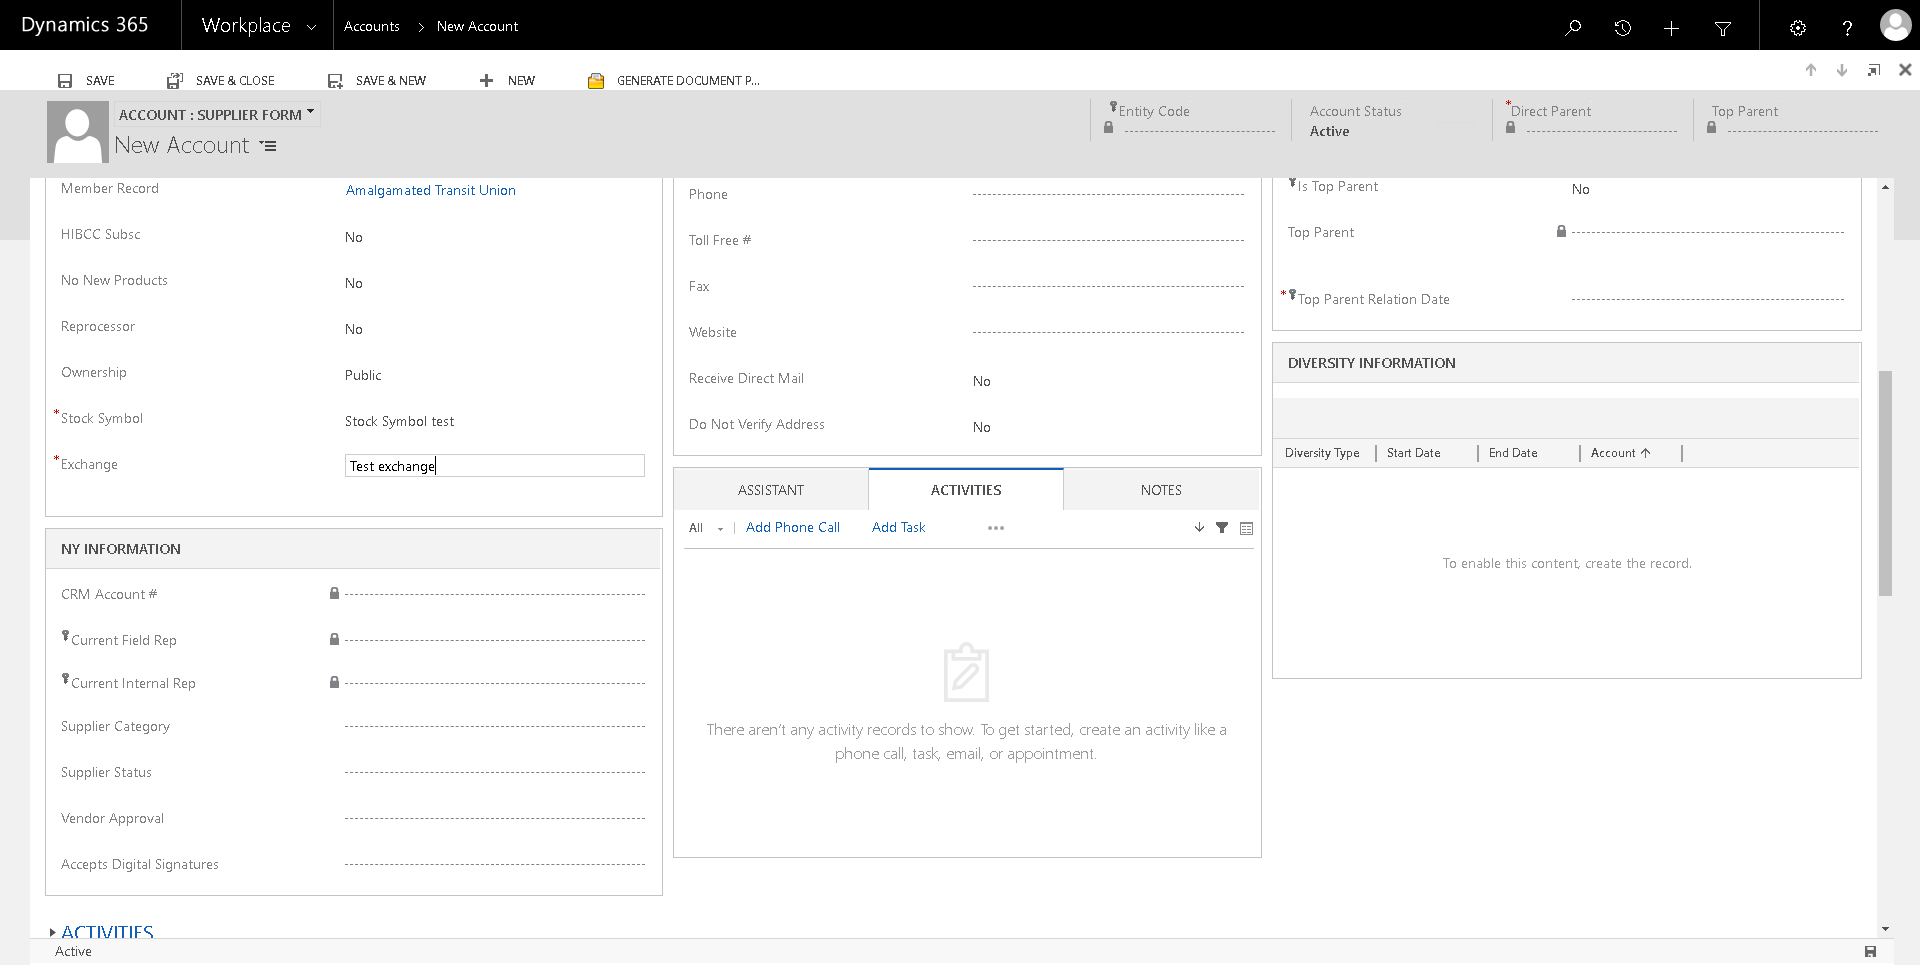 Dynamics 365
Workplace
Accounts > New Account
?
SAVE
SAVE & CLOSE
SAVE & NEW
NEW
GENERATE DOCUMENT P...
ACCOUNT : SUPPLIER FORM
New Account
Entity Code
Account Status
Active
*Direct Parent
Top Parent
Member Record
Amalgamated Transit Union
HIBCC Subsc
No
No New Products
No
Reprocessor
No
Ownership
Public
*Stock Symbol
Stock Symbol test
*Exchange
Test exchange
NY INFORMATION
CRM Account #
Current Field Rep
Current Internal Rep
Supplier Category
Supplier Status
Vendor Approval
Accepts Digital Signatures
Phone
Toll Free #
Fax
Website
Receive Direct Mail
No
Do Not Verify Address
No
ASSISTANT
ACTIVITIES
NOTES
All
Add Phone Call
Add Task
There aren't any activity records to show. To get started, create an activity like a
phone call, task, email, or appointment.
Is Top Parent
No
Top Parent
*Top Parent Relation Date
DIVERSITY INFORMATION
Diversity Type
Start Date
End Date
Account
To enable this content, create the record.
ACTIVITIES
Active